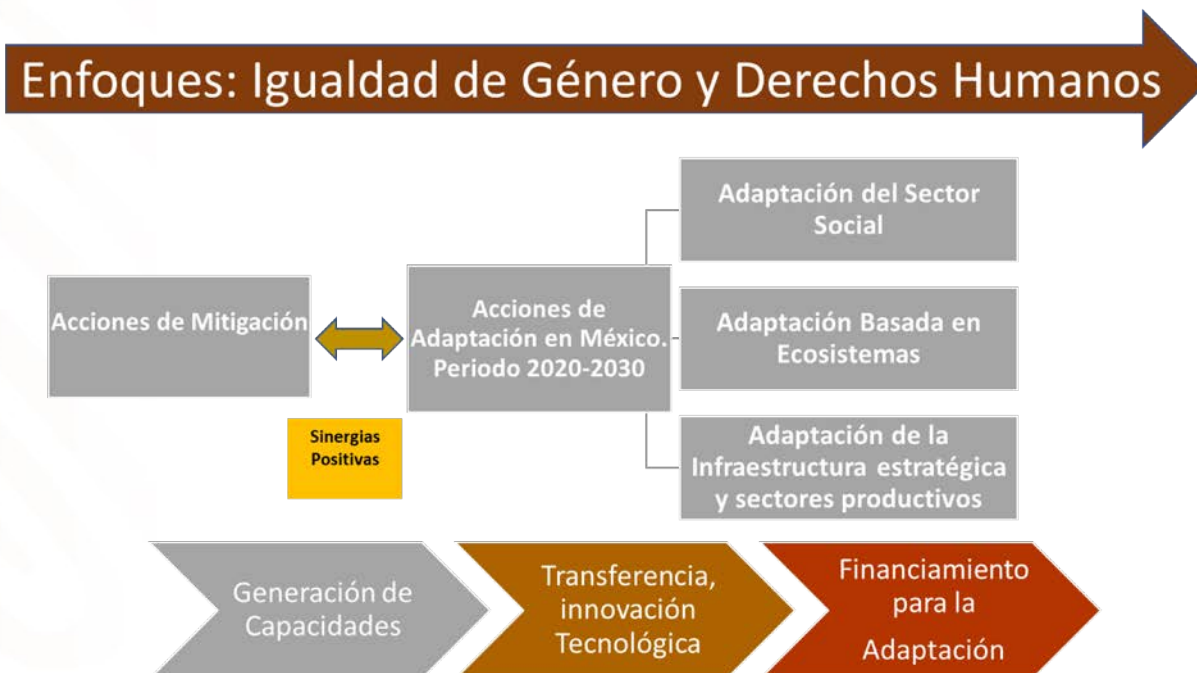 Enfoques: Igualdad de Género y Derechos Humanos
Adaptación del Sector
Social
Acciones de Mitigación
Acciones de
Adaptación en México.
Periodo 2020-2030
Adaptación Basada en
Ecosistemas
Sinergias
Positivas
Adaptación de la
Infraestructura estratégica
y sectores productivos
Generación de
Capacidades
Transferencia,
innovación
Tecnológica
Financiamiento
para la
Adaptación